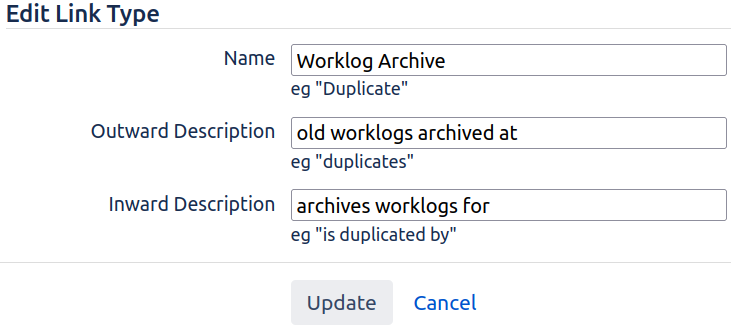 Edit Link Type
Name Worklog Archive
eg "Duplicate"
Outward Description old worklogs archived at
eg "duplicates"
Inward Description archives worklogs for
eg "is duplicated by"
Update Cancel